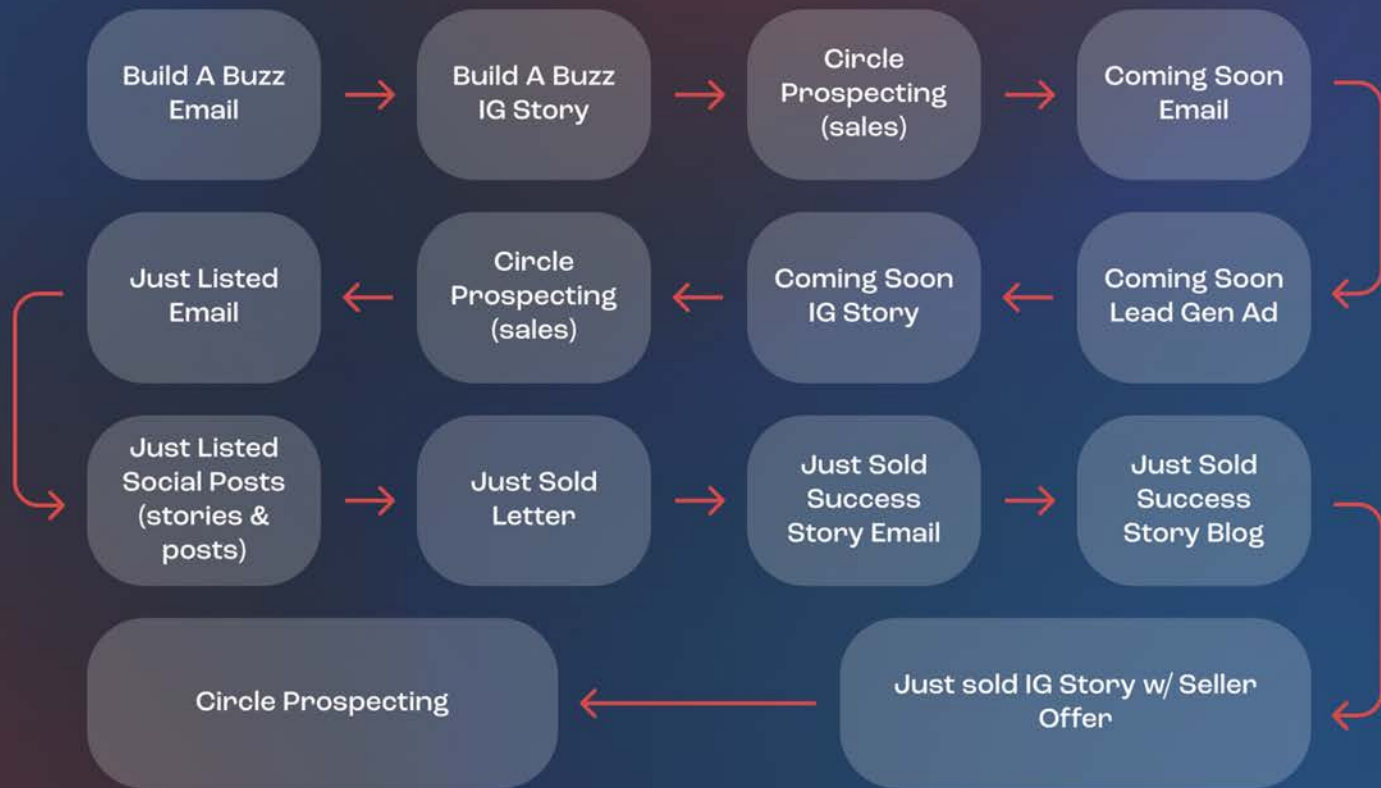 Build A Buzz
Email
Build A Buzz
IG Story
Circle
Prospecting
(sales)
Coming Soon
Email
Coming Soon
Lead Gen Ad
Coming Soon
IG Story
Circle
Prospecting
(sales)
Just Listed
Email
Just Listed
Social Posts
(stories &
posts)
Just Sold
Letter
Just Sold
Success
Story Email
Just Sold
Success
Story Blog
Just sold IG Story w/ Seller
Offer
Circle Prospecting